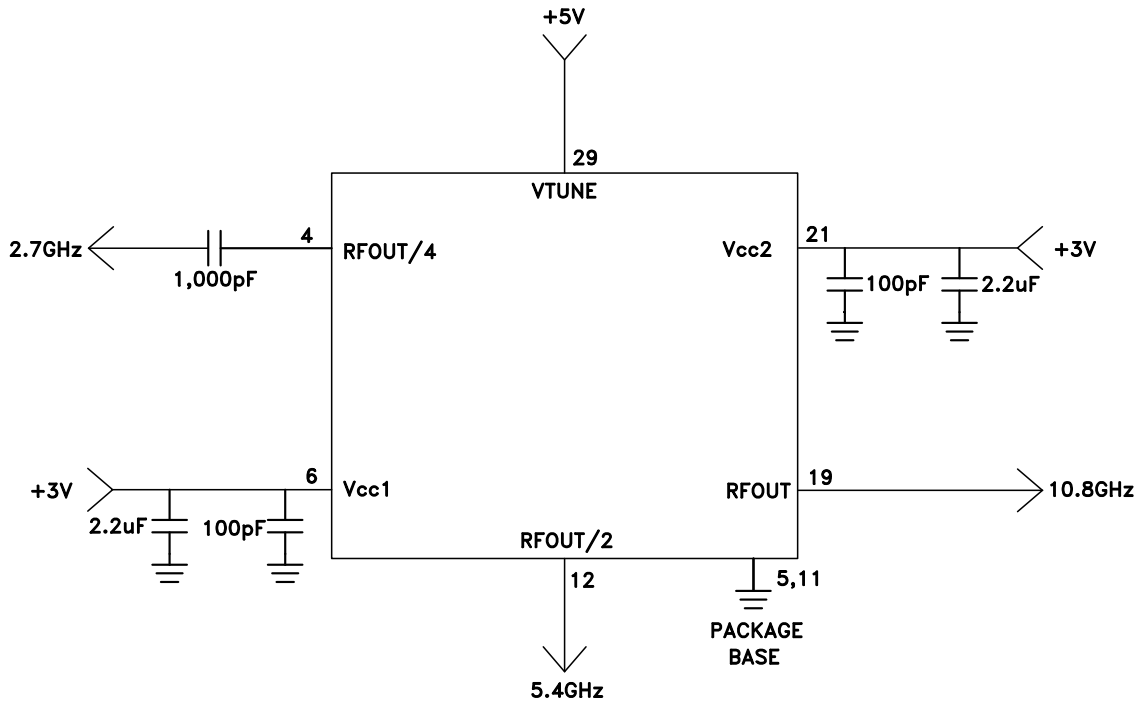 +5V
29
VTUNE
2.7GHz
4
RFOUT/4
1,000pF
Vcc2
21
+3V
100pF
2.2uF
+3V
6
Vcc1
2.2uF
100pF
RFOUT
19
10.8GHz
RFOUT/2
12
5,11
PACKAGE
BASE
5.4GHz